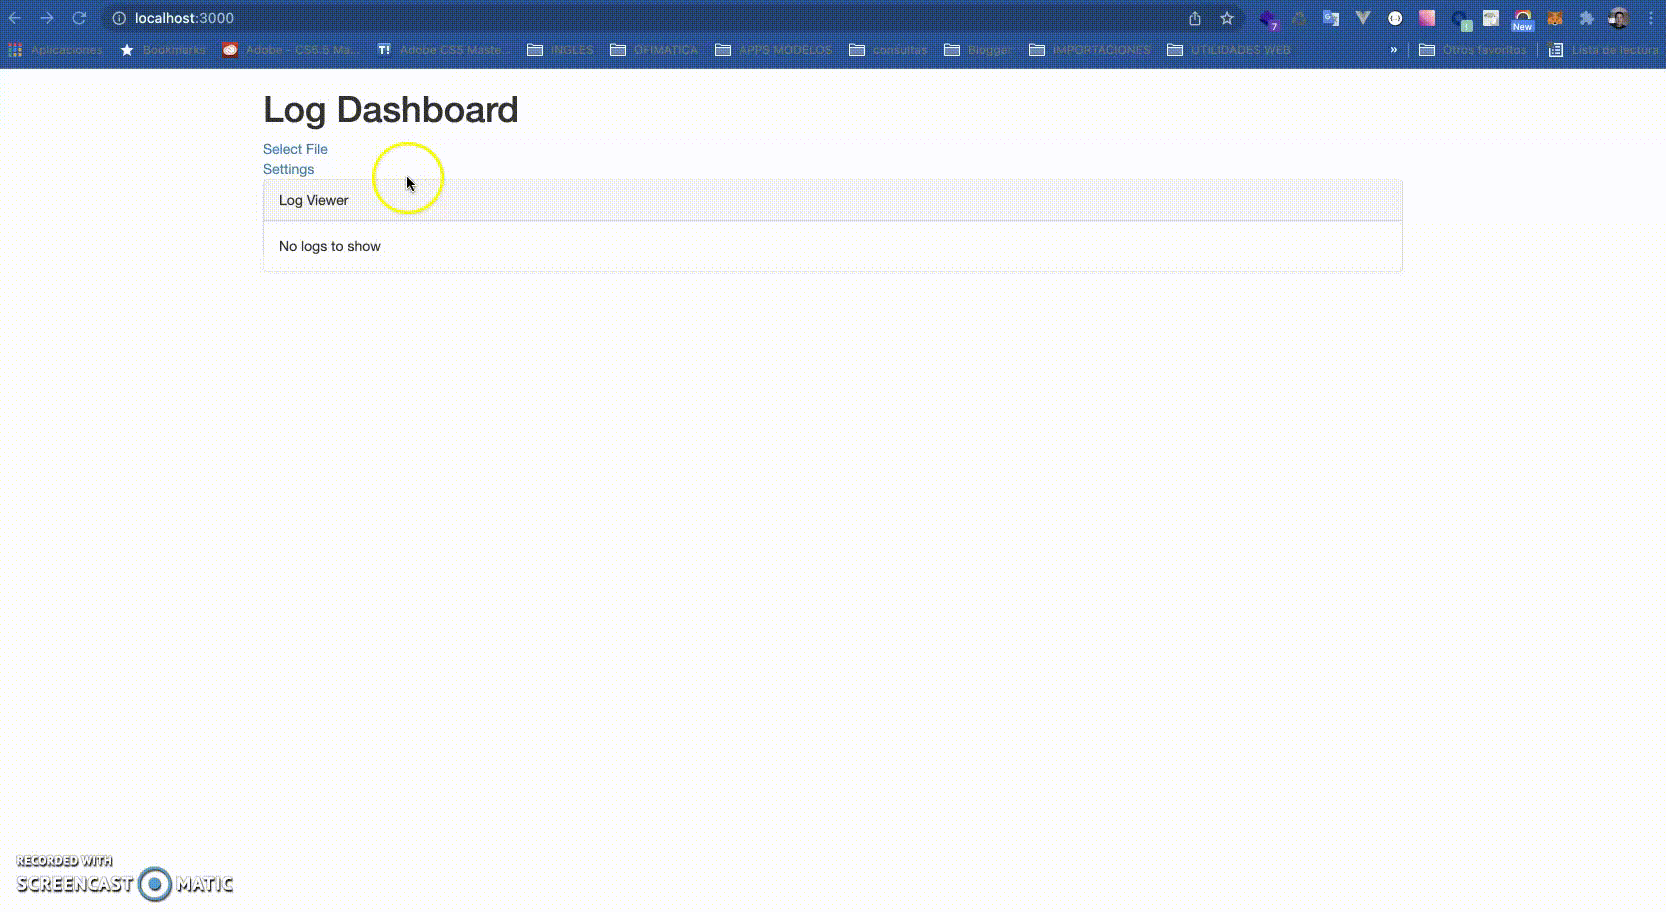 localhost:3000
7
New
Aplicaciones
Bookmarks
Adobe - CS5.5 Ma...
T!
Adobe CS5 Maste...
INGLES
OFIMATICA
APPS MODELOS
consultas
Blogger
IMPORTACIONES
UTILIDADES WEB
»
Otros favoritos
Lista de lectura
Log Dashboard
Select File
Settings
Log Viewer
No logs to show
RECORDED WITH
SCREENCAST MATIC